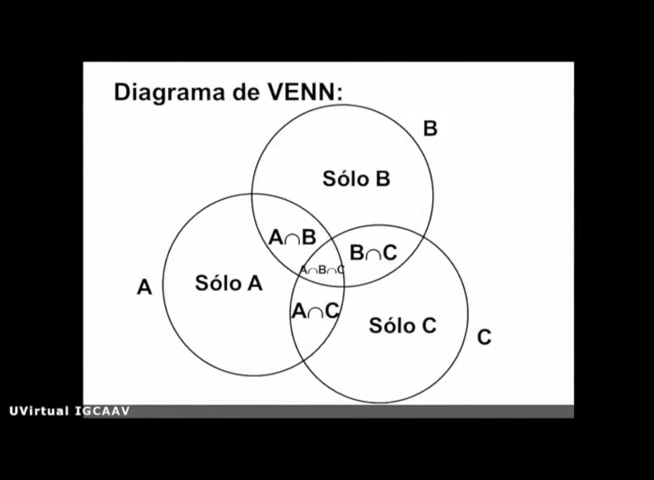 Diagrama de VENN:
B
Sólo B
A∩B
B∩C
A∩B∩C
A
Sólo A
A∩C
Sólo C
C
UVirtual IGCAAV